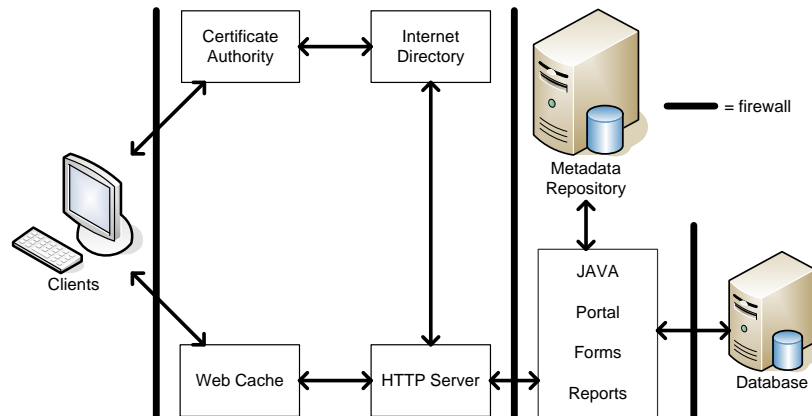 Certificate
Authority
Internet
Directory
= firewall
Metadata
Repository
Clients
JAVA
Portal
Forms
Reports
Web Cache
HTTP Server
Database